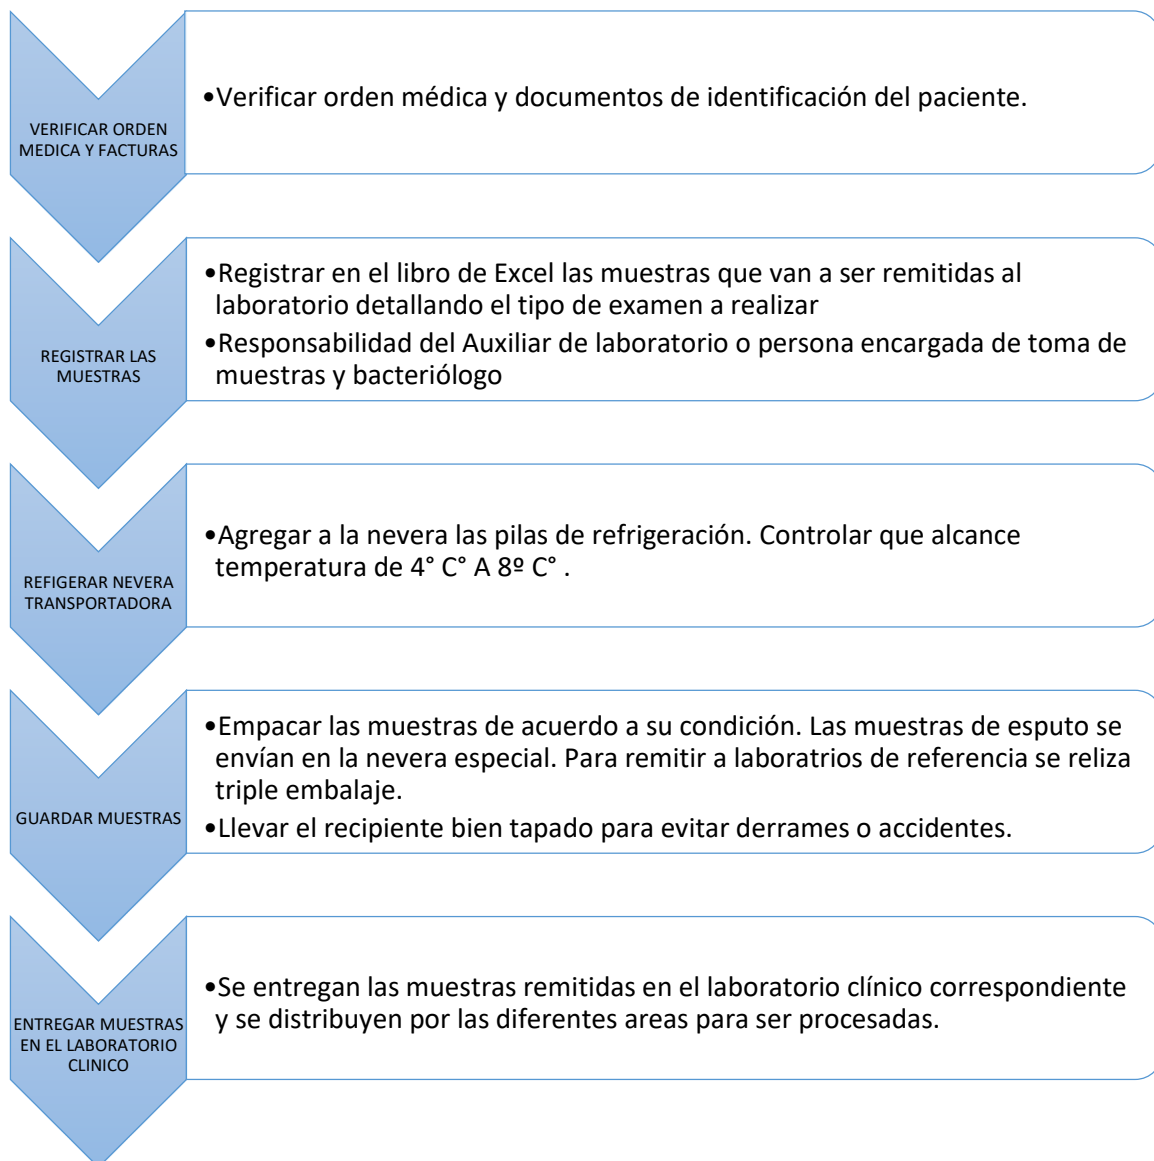 VERIFICAR ORDEN
MEDICA Y FACTURAS
•Verificar orden médica y documentos de identificación del paciente.
REGISTRAR LAS
MUESTRAS
•Registrar en el libro de Excel las muestras que van a ser remitidas al
laboratorio detallando el tipo de examen a realizar
•Responsabilidad del Auxiliar de laboratorio o persona encargada de toma de
muestras y bacteriólogo
REFIGERAR NEVERA
TRANSPORTADORA
•Agregar a la nevera las pilas de refrigeración. Controlar que alcance
temperatura de 4° C° A 8º C° .
GUARDAR MUESTRAS
•Empacar las muestras de acuerdo a su condición. Las muestras de esputo se
envían en la nevera especial. Para remitir a laboratrios de referencia se reliza
triple embalaje.
•Llevar el recipiente bien tapado para evitar derrames o accidentes.
ENTREGAR MUESTRAS
EN EL LABORATORIO
CLINICO
•Se entregan las muestras remitidas en el laboratorio clínico correspondiente
y se distribuyen por las diferentes areas para ser procesadas.